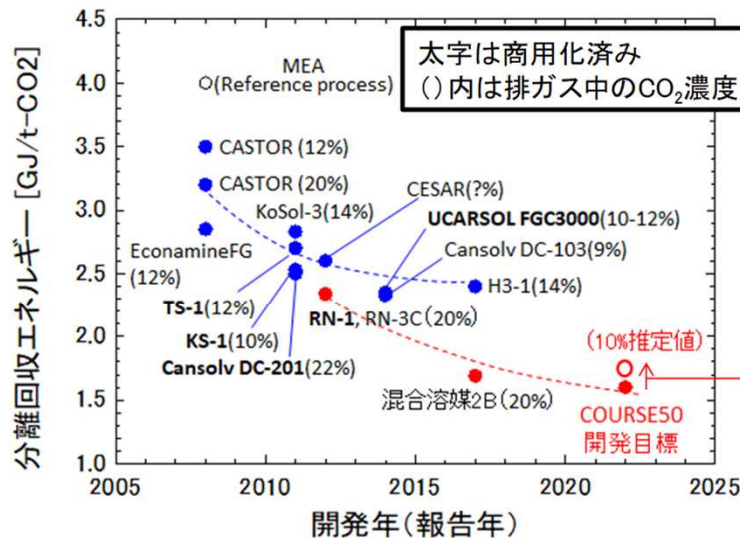 分離回収エネルギー [GJ/t-CO2]
4.5
4.0
3.5
3.0
2.5
2.0
1.5
1.0
太字は商用化済み
()内は排ガス中のCO₂濃度
MEA
(Reference process)
CASTOR (12%)
CASTOR (20%)
KoSol-3(14%)
CESAR(?%)
UCARSOL FGC3000(10-12%)
Cansolv DC-103(9%)
EconamineFG
(12%)
TS-1(12%)
KS-1(10%)
Cansolv DC-201(22%)
RN-1, RN-3C(20%)
H3-1(14%)
混合溶媒2B(20%)
(10%推定値)
COURSE50
開発目標
2005
2010
2015
2020
2025
開発年(報告年)